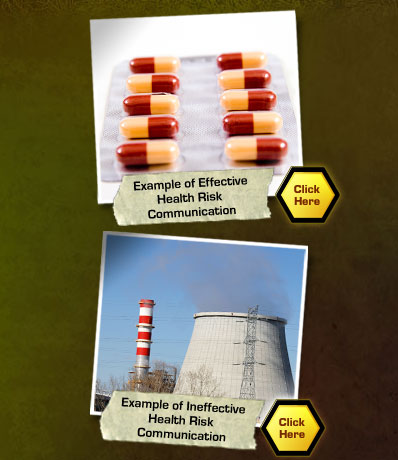 Example of Effective
Health Risk
Communication
Click
Here
Example of Ineffective
Health Risk
Communication
Click
Here